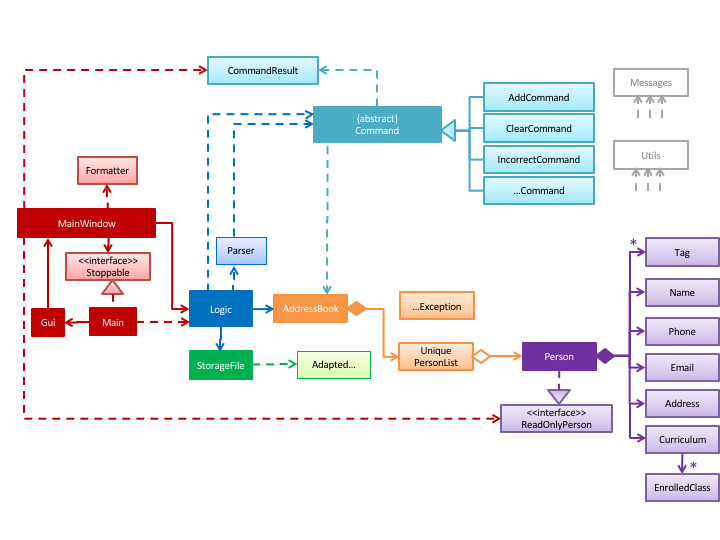 CommandResult
{abstract}
Command
AddCommand
ClearCommand
IncorrectCommand
...Command
Messages
Utils
Formatter
MainWindow
<<interface>>
Stoppable
Gui
Main
Parser
Logic
AddressBook
StorageFile
Adapted...
...Exception
Unique
PersonList
Person
<<interface>>
ReadOnlyPerson
*
Tag
Name
Phone
Email
Address
Curriculum
*
EnrolledClass